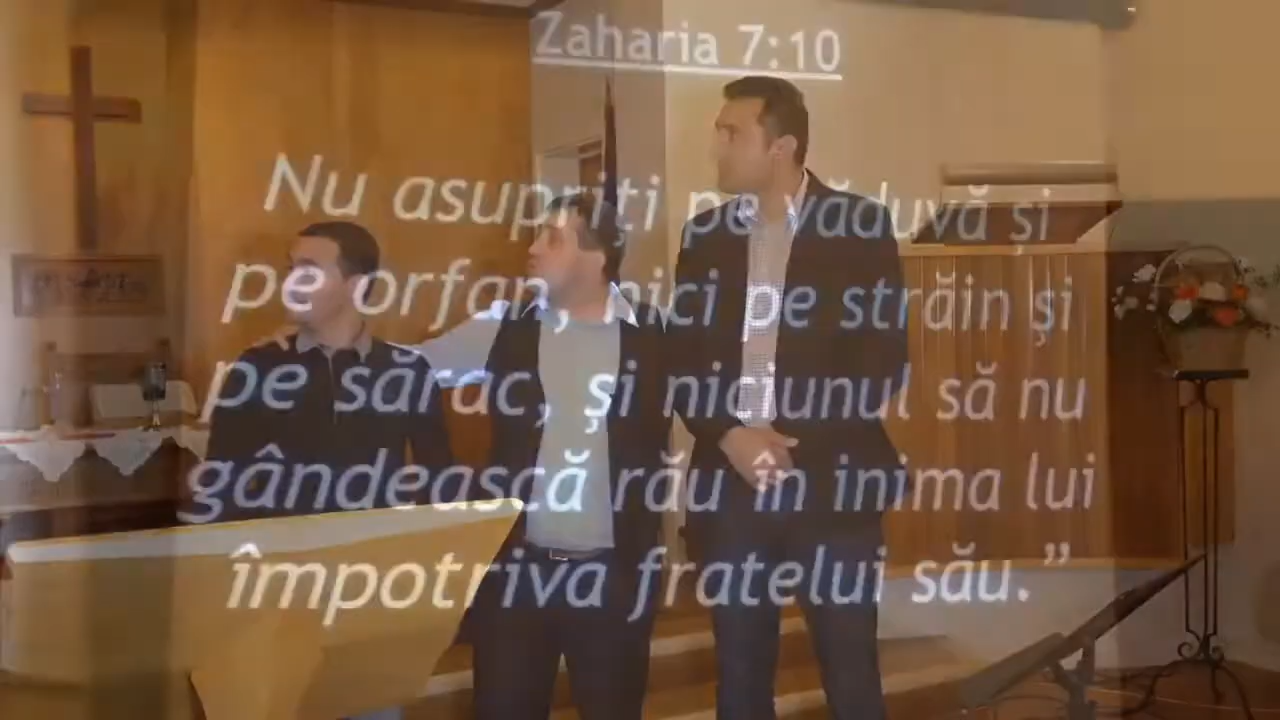 Zaharia 7:10
Nu asupriți pe văduvă și
pe orfan, nici pe străin și
pe sărac, și niciunul să nu
gândească rău în inima lui
împotriva fratelui său.”